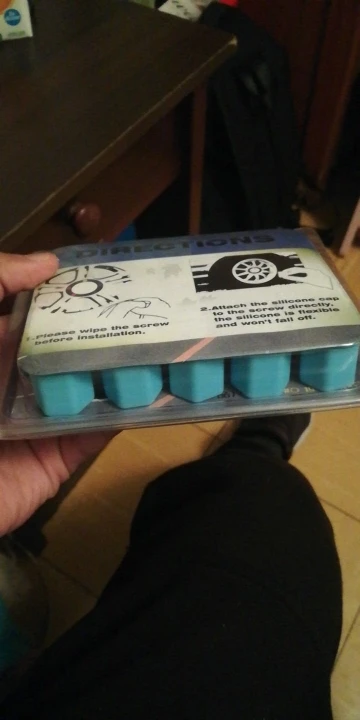 DIRECTIONS
1.Please wipe the screw
before installation.
2.Attach the silicone cap
to the screw directly,
the silicone is flexible
and won't fall off.